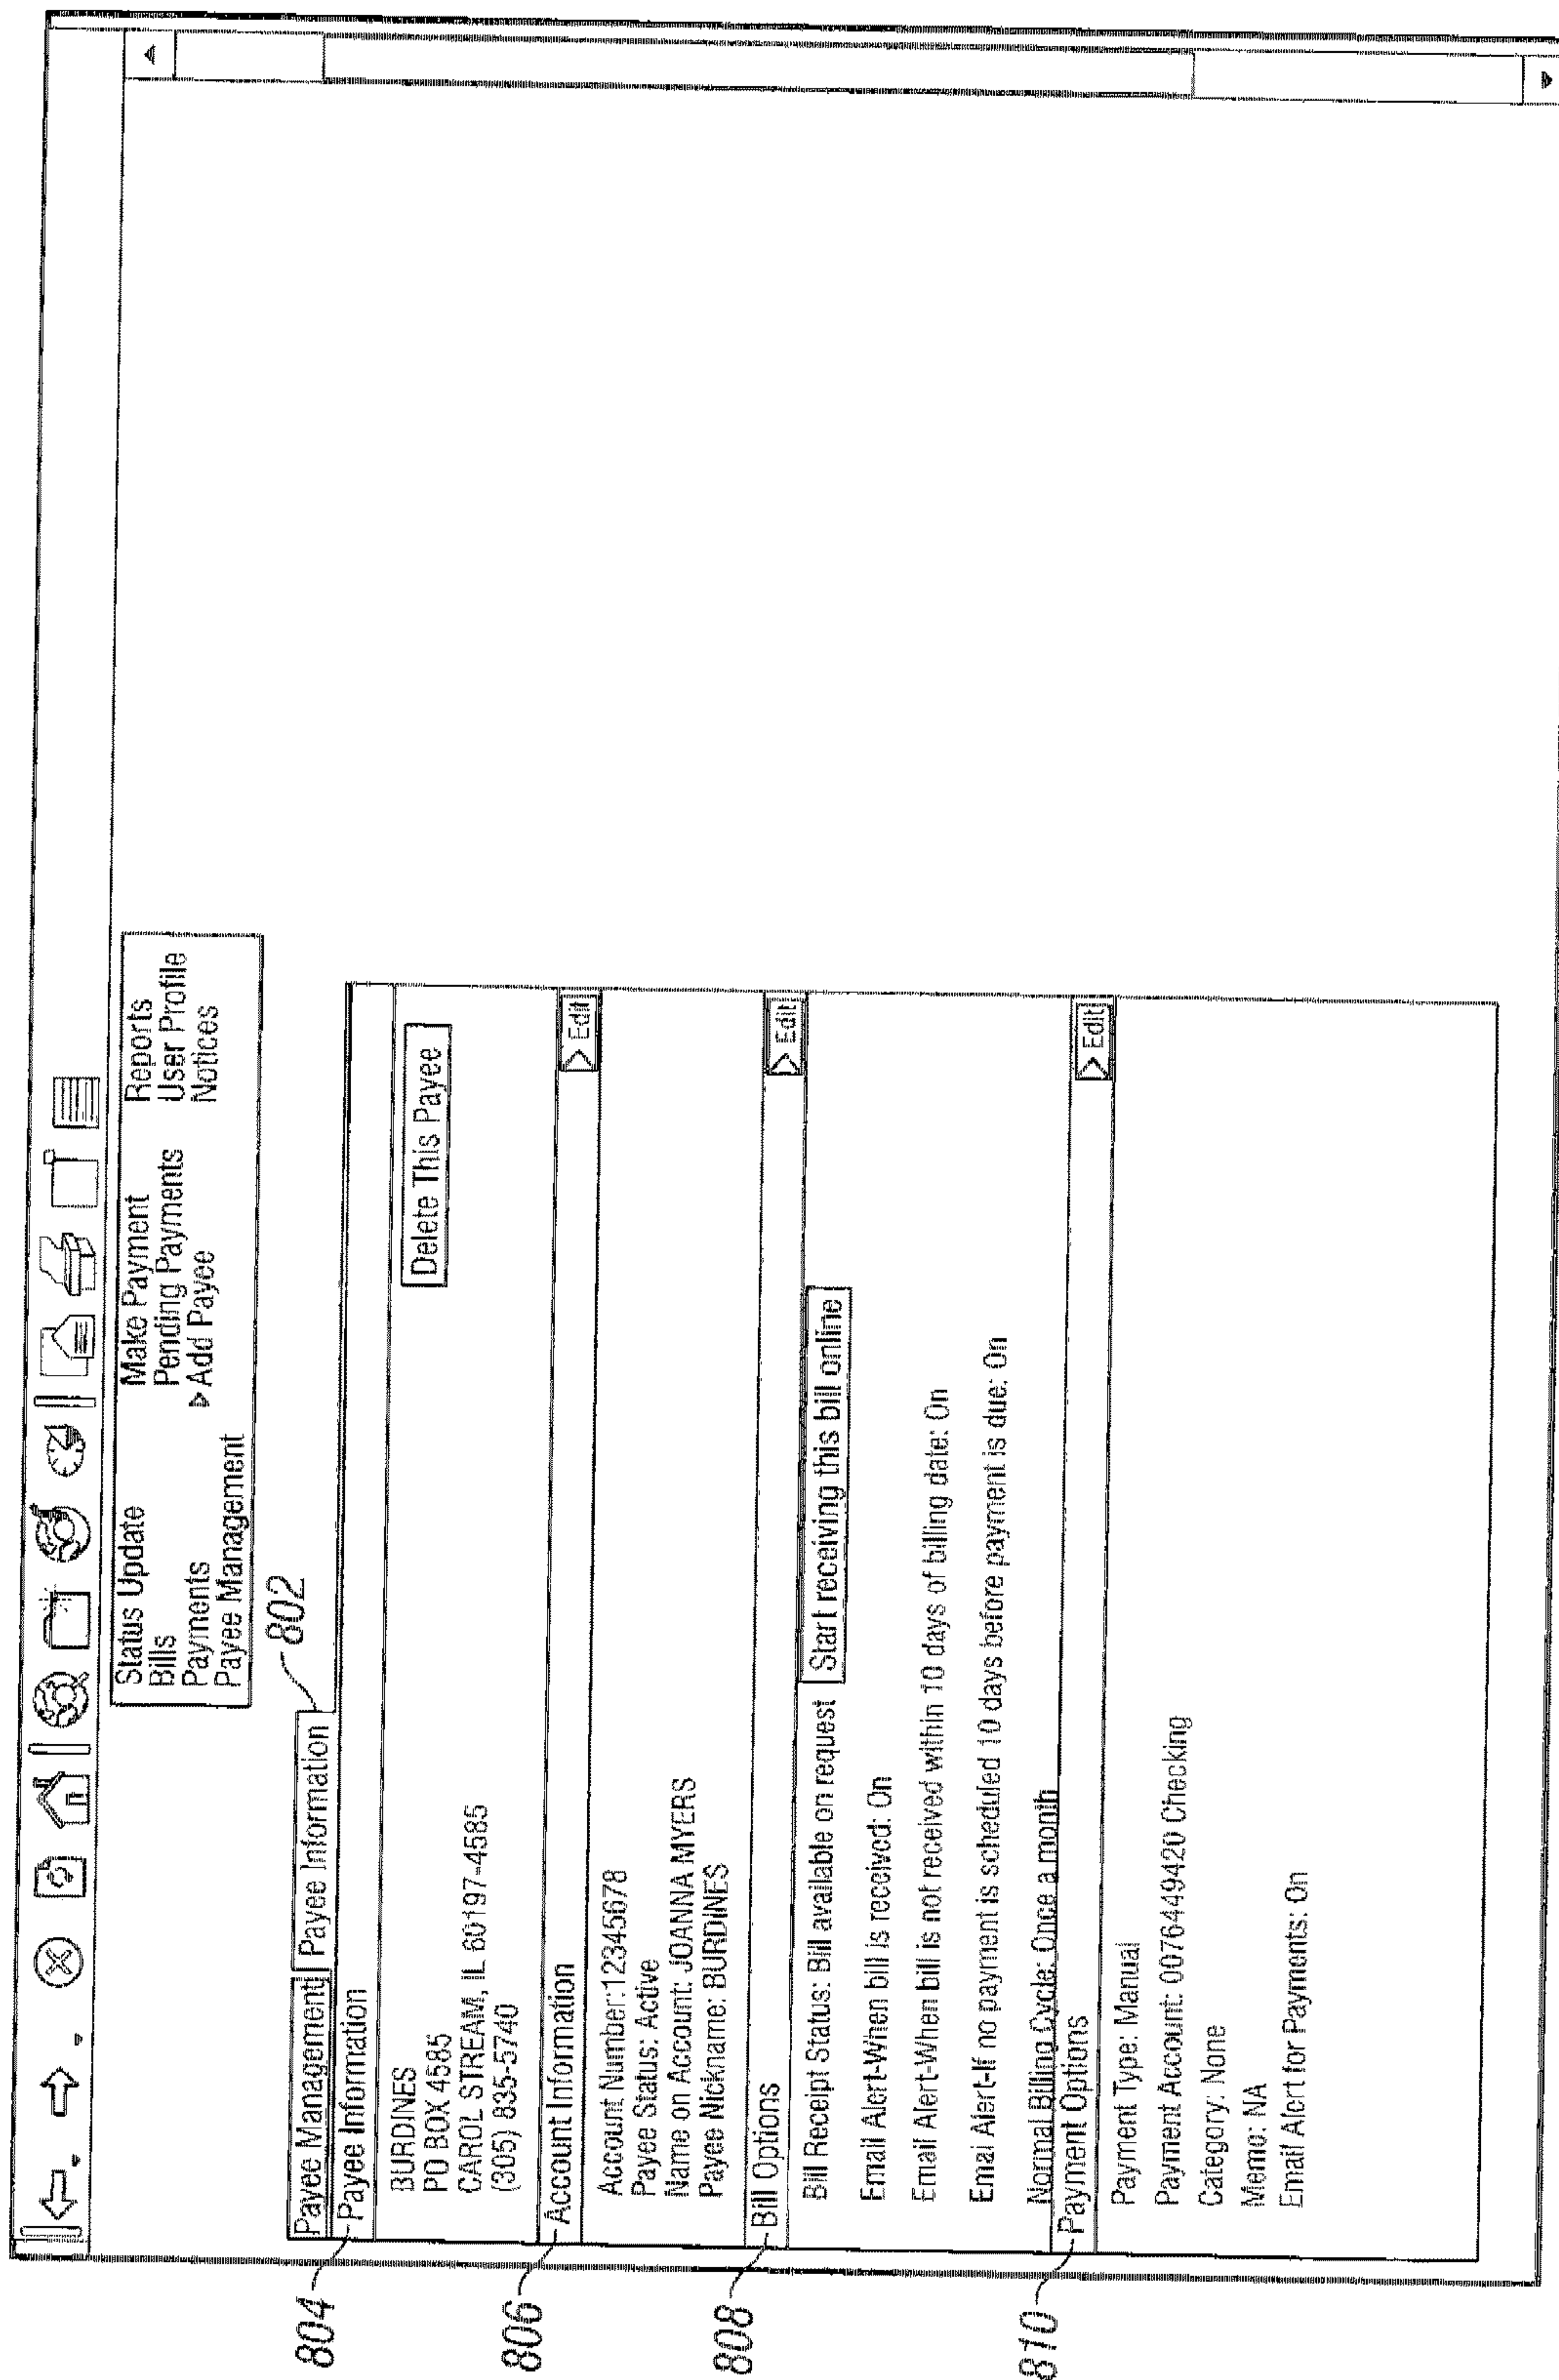 Status Update
Bills
Payments
Payee Management
Make Payment
Pending Payments
▹Add Payee
Reports
User Profile
Notices
Payee Management
Payee Information
802
804
Payee Information
BURDINES
PO BOX 4585
CAROL STREAM, IL 60197-4585
(305) 835-5740
Delete This Payee
806
Account Information
▷ Edit
Account Number:12345678
Payee Status: Active
Name on Account: JOANNA MYERS
Payee Nickname: BURDINES
808
Bill Options
▷ Edit
Bill Receipt Status: Bill available on request
Start receiving this bill online
Email Alert-When bill is received: On
Email Alert-When bill is not received within 10 days of billing date: On
Emai Alert-If no payment is scheduled 10 days before payment is due: On
Normal Billing Cycle: Once a month
810
Payment Options
▷ Edit
Payment Type: Manual
Payment Account: 0076449420 Checking
Category: None
Memo: NA
Email Alert for Payments: On